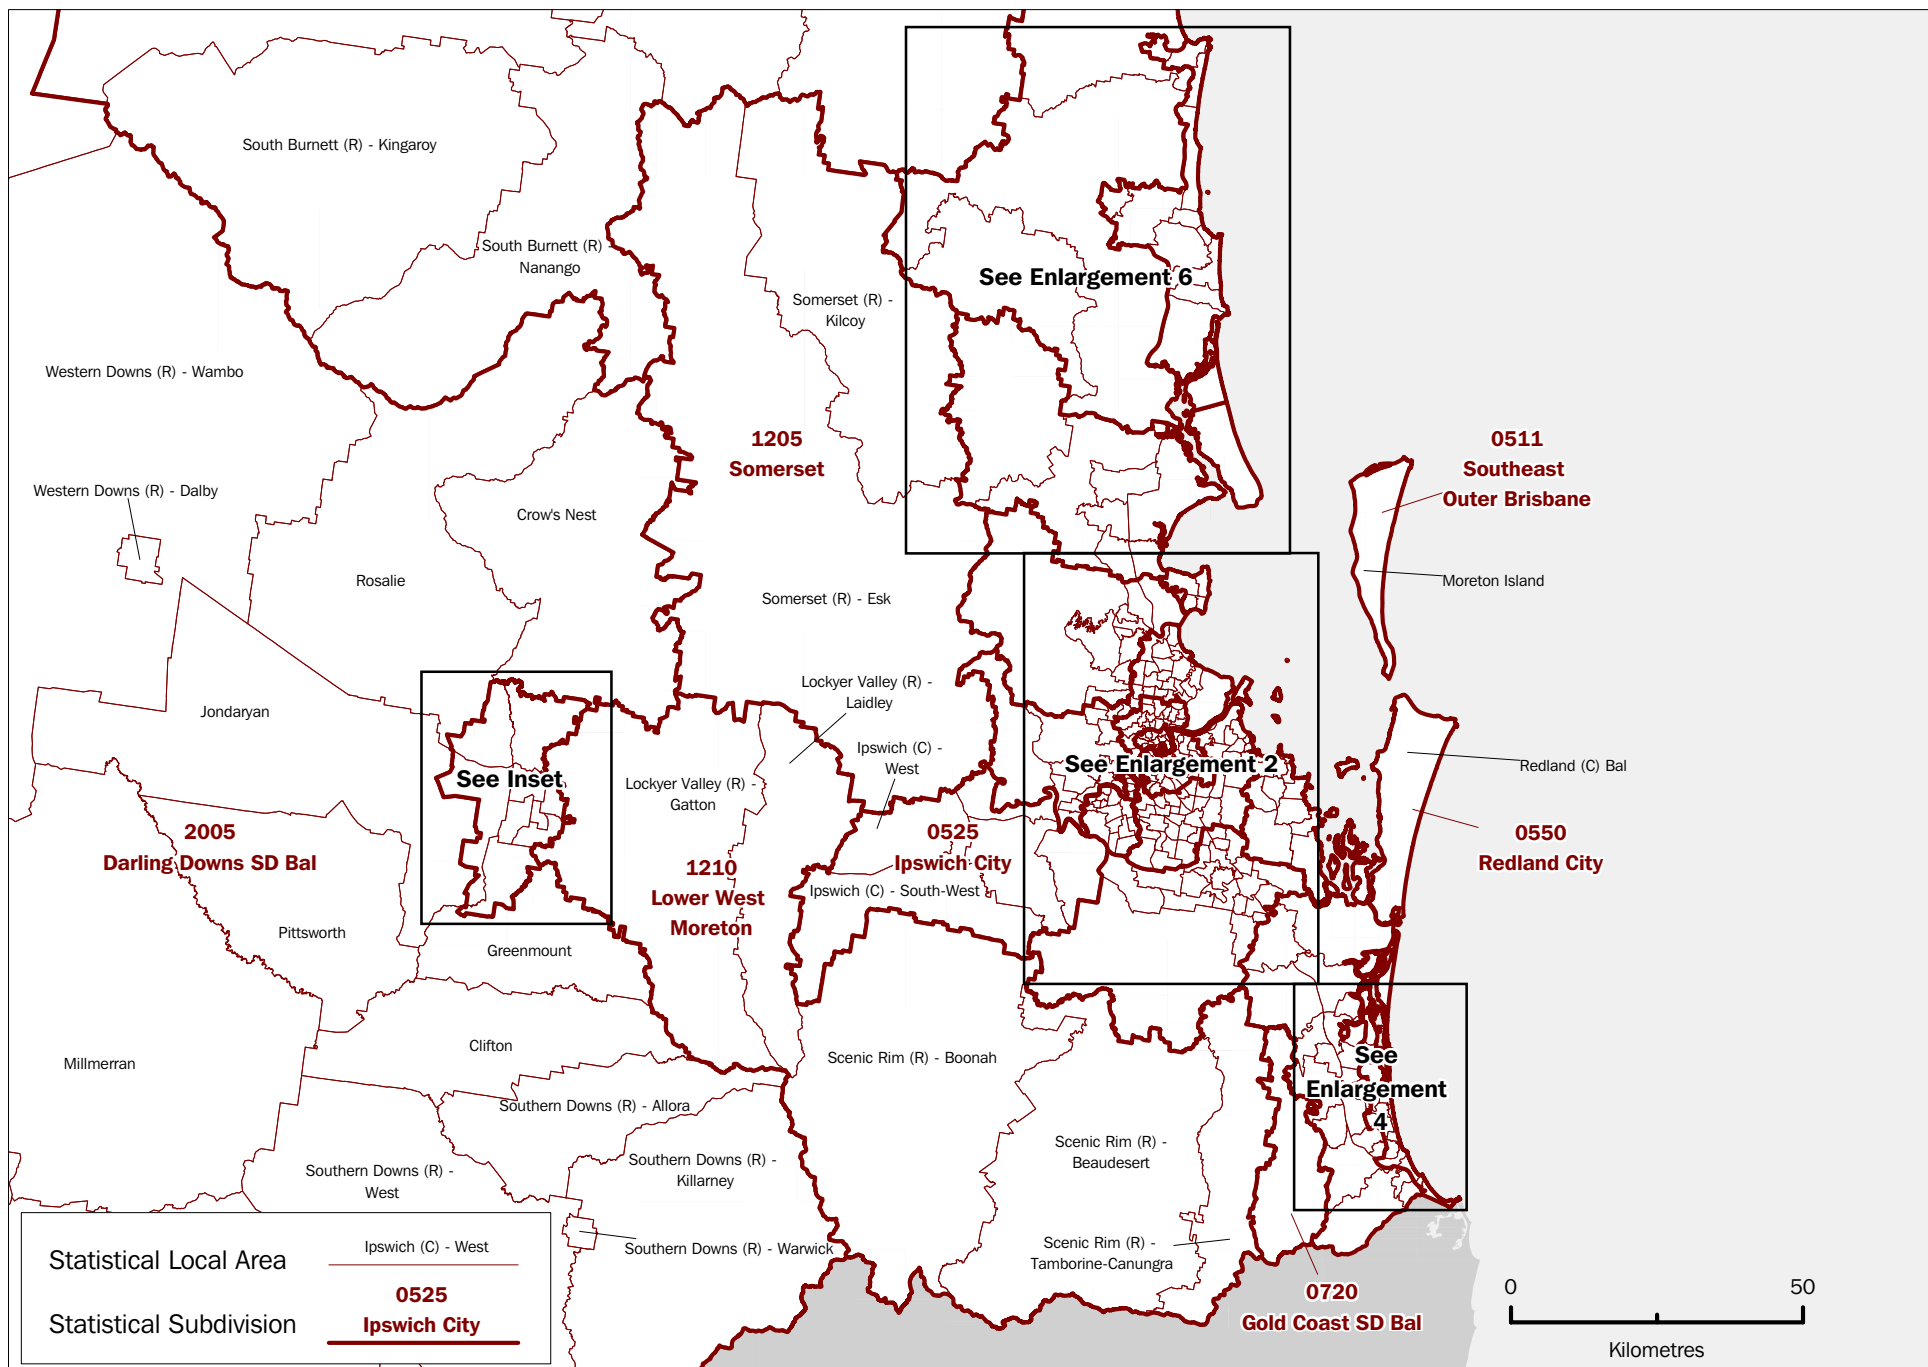 South Burnett (R) - Kingaroy
South Burnett (R) -
Nanango
See Enlargement 6
Somerset (R) -
Kilcoy
Western Downs (R) - Wambo
1205
Somerset
0511
Southeast
Outer Brisbane
Western Downs (R) - Dalby
Crow's Nest
Rosalie
Moreton Island
Somerset (R) - Esk
Lockyer Valley (R) -
Laidley
Jondaryan
Ipswich (C) -
West
See Inset
Lockyer Valley (R) -
Gatton
See Enlargement 2
Redland (C) Bal
2005
Darling Downs SD Bal
0525
Ipswich City
0550
Redland City
1210
Lower West
Moreton
Ipswich (C) - South-West
Pittsworth
Greenmount
Clifton
Millmerran
Scenic Rim (R) - Boonah
See
Enlargement
4
Southern Downs (R) - Allora
Scenic Rim (R) -
Beaudesert
Southern Downs (R) -
West
Southern Downs (R) -
Killarney
Southern Downs (R) - Warwick
Scenic Rim (R) -
Tamborine-Canungra
0720
Gold Coast SD Bal
Statistical Local Area
Ipswich (C) - West
0525
Statistical Subdivision
Ipswich City
0
50
Kilometres